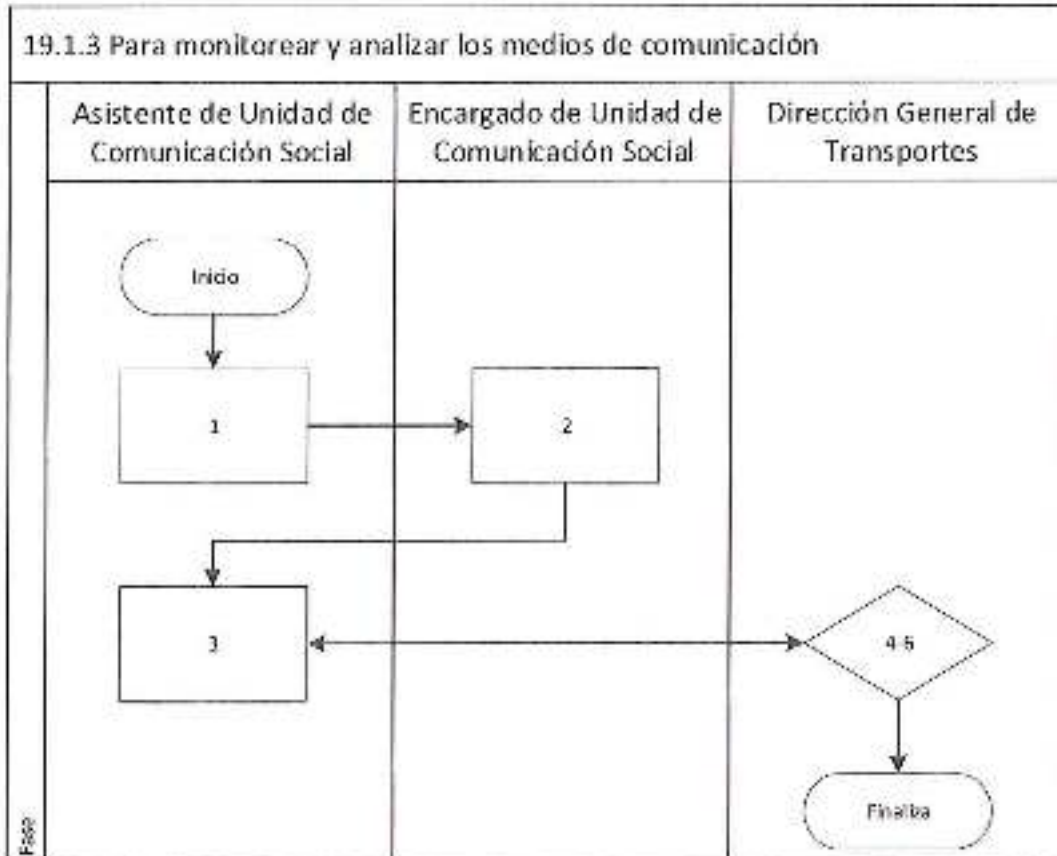 19.1.3 Para monitorear y analizar los medios de comunicación
Asistente de Unidad de
Comunicación Social
Encargado de Unidad de
Comunicación Social
Dirección General de
Transportes
Inicio
1
2
3
4-6
Finaliza
Fase